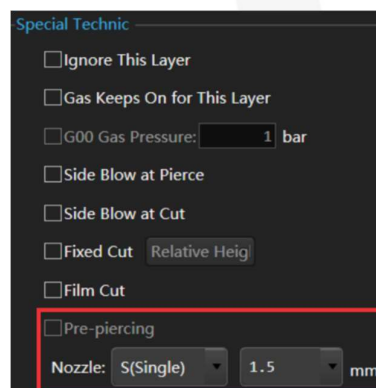 Special Technic
Ignore This Layer
Gas Keeps On for This Layer
G00 Gas Pressure: 1 bar
Side Blow at Pierce
Side Blow at Cut
Fixed Cut Relative Heig
Film Cut
Pre-piercing
Nozzle: S(Single) 1.5 mm